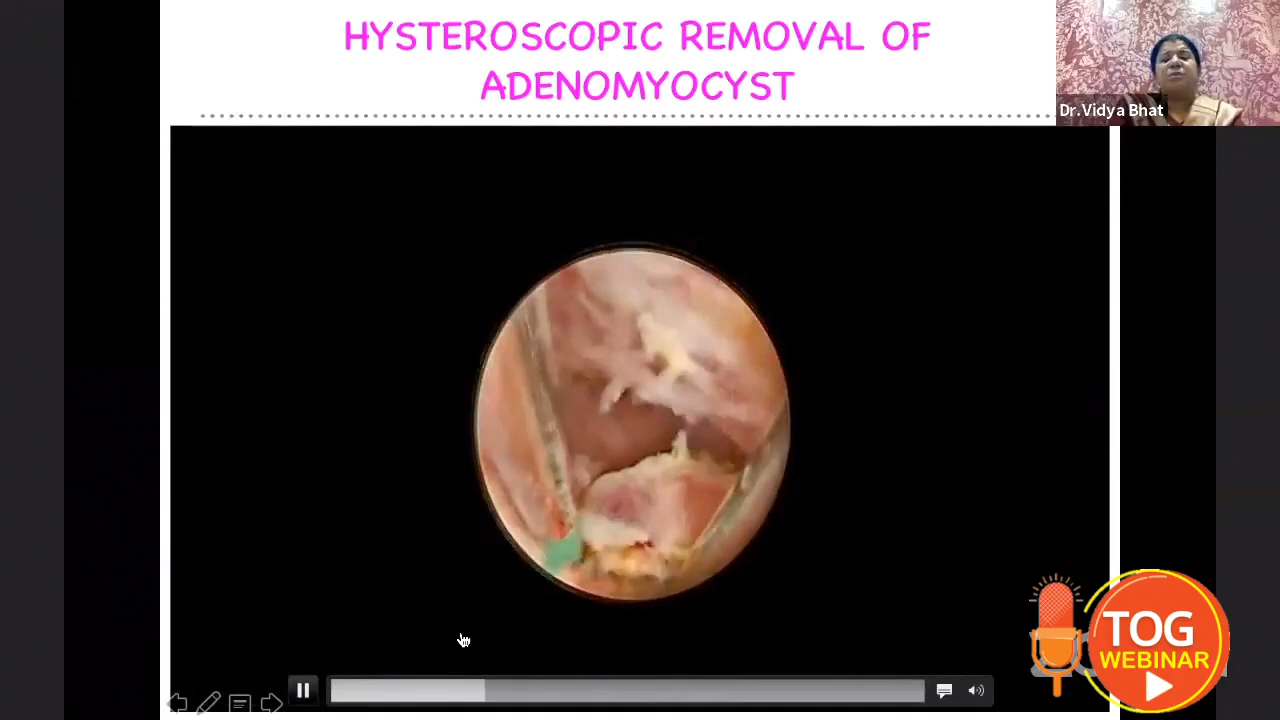 HYSTEROSCOPIC REMOVAL OF
ADENOMYOCYST
Dr.Vidya Bhat
TOG
WEBINAR